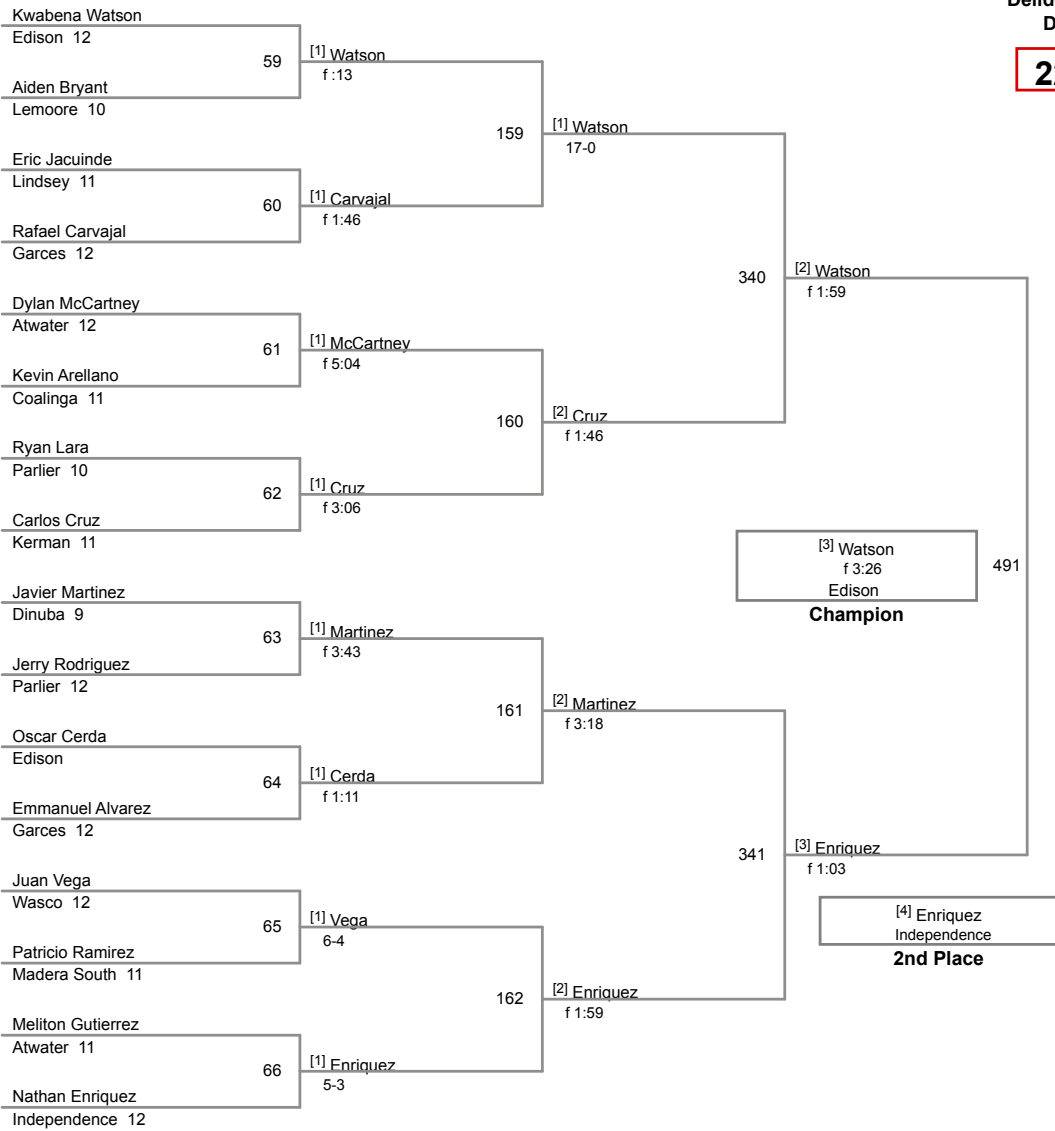 Kwabena Watson
Edison 12
59
[1] Watson
f :13
Aiden Bryant
Lemoore 10
159
[1] Watson
17-0
Eric Jacuinde
Lindsey 11
60
[1] Carvajal
f 1:46
Rafael Carvajal
Garces 12
340
[2] Watson
f 1:59
Dylan McCartney
Atwater 12
61
[1] McCartney
f 5:04
Kevin Arellano
Coalinga 11
160
[2] Cruz
f 1:46
Ryan Lara
Parlier 10
62
[1] Cruz
f 3:06
Carlos Cruz
Kerman 11
[3] Watson
f 3:26
Edison
Champion
491
Javier Martinez
Dinuba 9
63
[1] Martinez
f 3:43
Jerry Rodriguez
Parlier 12
161
[2] Martinez
f 3:18
Oscar Cerda
Edison
64
[1] Cerda
f 1:11
Emmanuel Alvarez
Garces 12
341
[3] Enriquez
f 1:03
Juan Vega
Wasco 12
65
[1] Vega
6-4
[4] Enriquez
Independence
2nd Place
Patricio Ramirez
Madera South 11
162
[2] Enriquez
f 1:59
Meliton Gutierrez
Atwater 11
66
[1] Enriquez
5-3
Nathan Enriquez
Independence 12